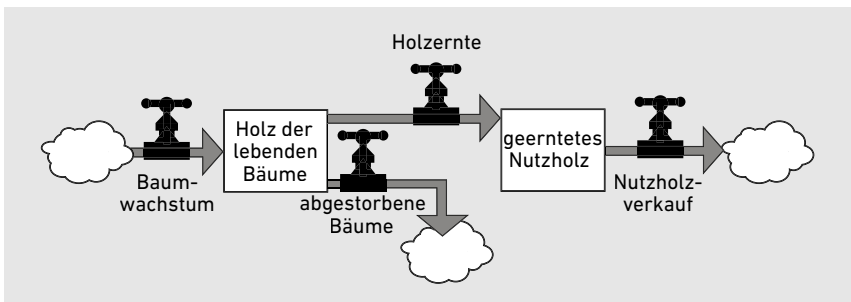 Holzernte
Holz der
lebenden
Bäume
geerntetes
Nutzholz
Baum-
wachstum
abgestorbene
Bäume
Nutzholz-
verkauf